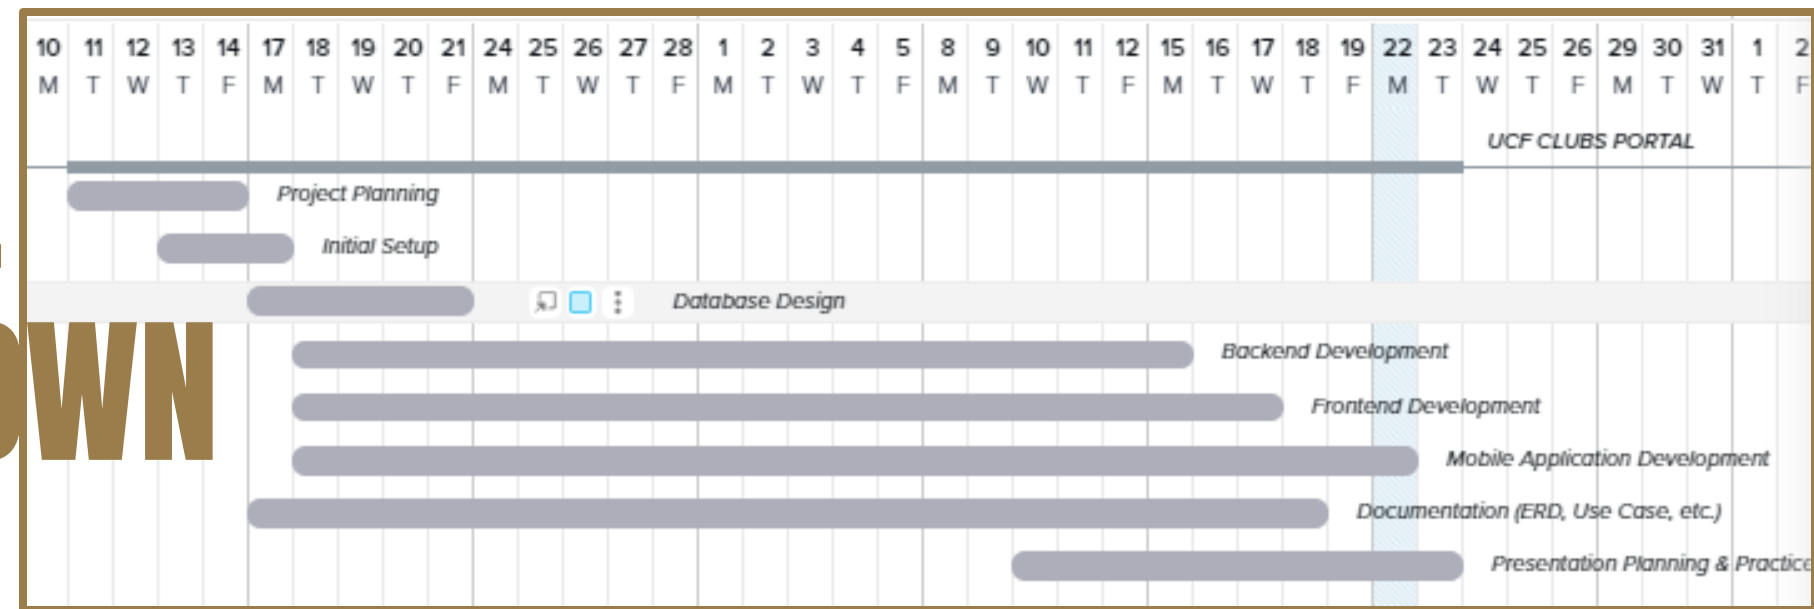 10 11 12 13 14 17 18 19 20 21 24 25 26 27 28 1 2 3 4 5 8 9 10 11 12 15 16 17 18 19 22 23 24 25 26 29 30 31 1 2
M T W T F M T W T F M T W T F M T W T F M T W T F M T W T F M T W T F M T W T F
UCF CLUBS PORTAL
Project Planning
Initial Setup
Database Design
Backend Development
Frontend Development
WN
Mobile Application Development
Documentation (ERD, Use Case, etc.)
Presentation Planning & Practice